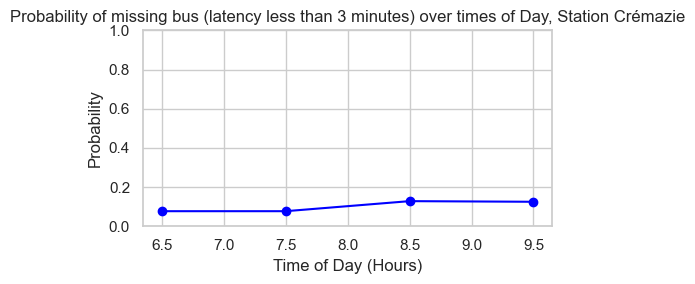 Probability of missing bus (latency less than 3 minutes) over times of Day, Station Crémazie
1.0
0.8
0.6
0.4
0.2
0.0
Probability
6.5 7.0 7.5 8.0 8.5 9.0 9.5
Time of Day (Hours)